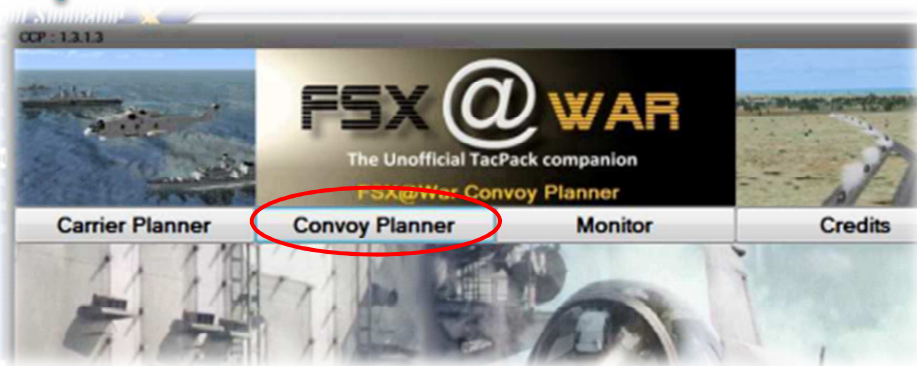 CCP : 1.3.1.3
FSX @ WAR
The Unofficial TacPack companion
FSX@War Convoy Planner
Carrier Planner
Convoy Planner
Monitor
Credits